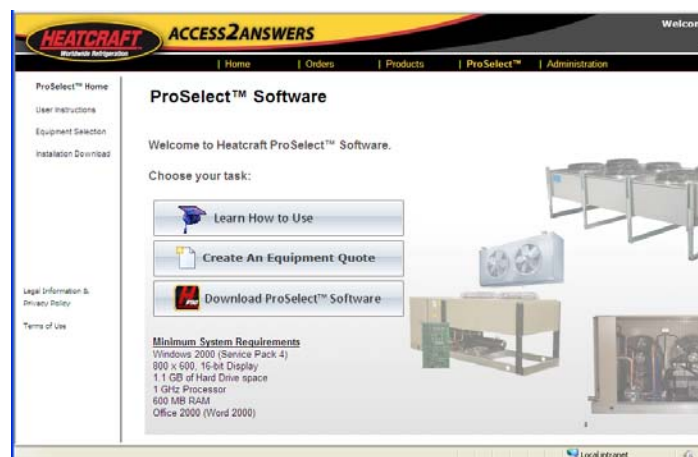 HEATCRAFT
Worldwide Refrigeration
ACCESS2ANSWERS
Welcom
| Home | Orders | Products | ProSelect™ | Administration
ProSelect™ Home
User Instructions
Equipment Selection
Installation Download
Legal Information &
Privacy Policy
Terms of Use
ProSelect™ Software
Welcome to Heatcraft ProSelect™ Software.
Choose your task:
Learn How to Use
Create An Equipment Quote
Download ProSelect™ Software
Minimum System Requirements
Windows 2000 (Service Pack 4)
800 x 600, 16-bit Display
1.1 GB of Hard Drive space
1 GHz Processor
600 MB RAM
Office 2000 (Word 2000)
Local intranet